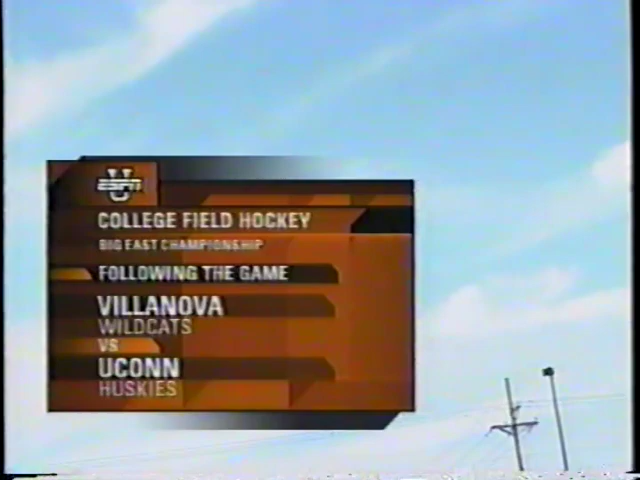 ESPN
U
COLLEGE FIELD HOCKEY
BIG EAST CHAMPIONSHIP
FOLLOWING THE GAME
VILLANOVA
WILDCATS
VS
UCONN
HUSKIES